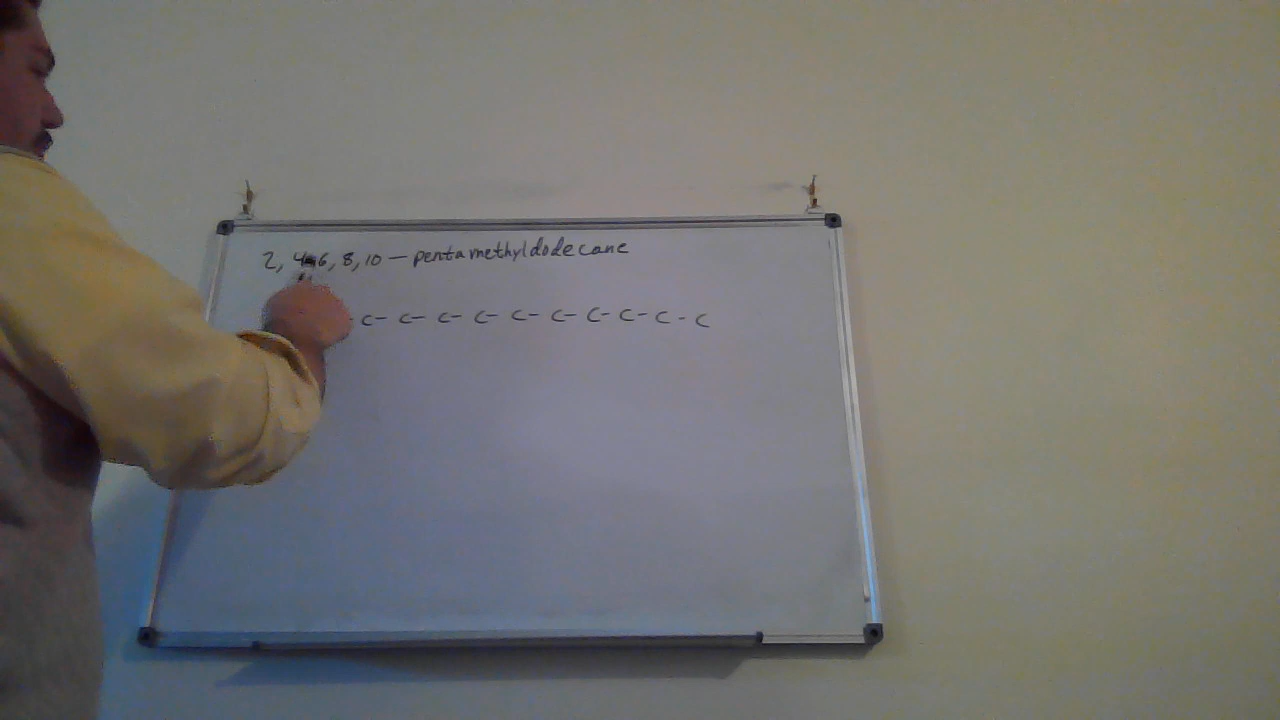 2, 4, 6, 8, 10 — pentamethyldodecane
- C - C - C - C - C - C - C - C - C - C